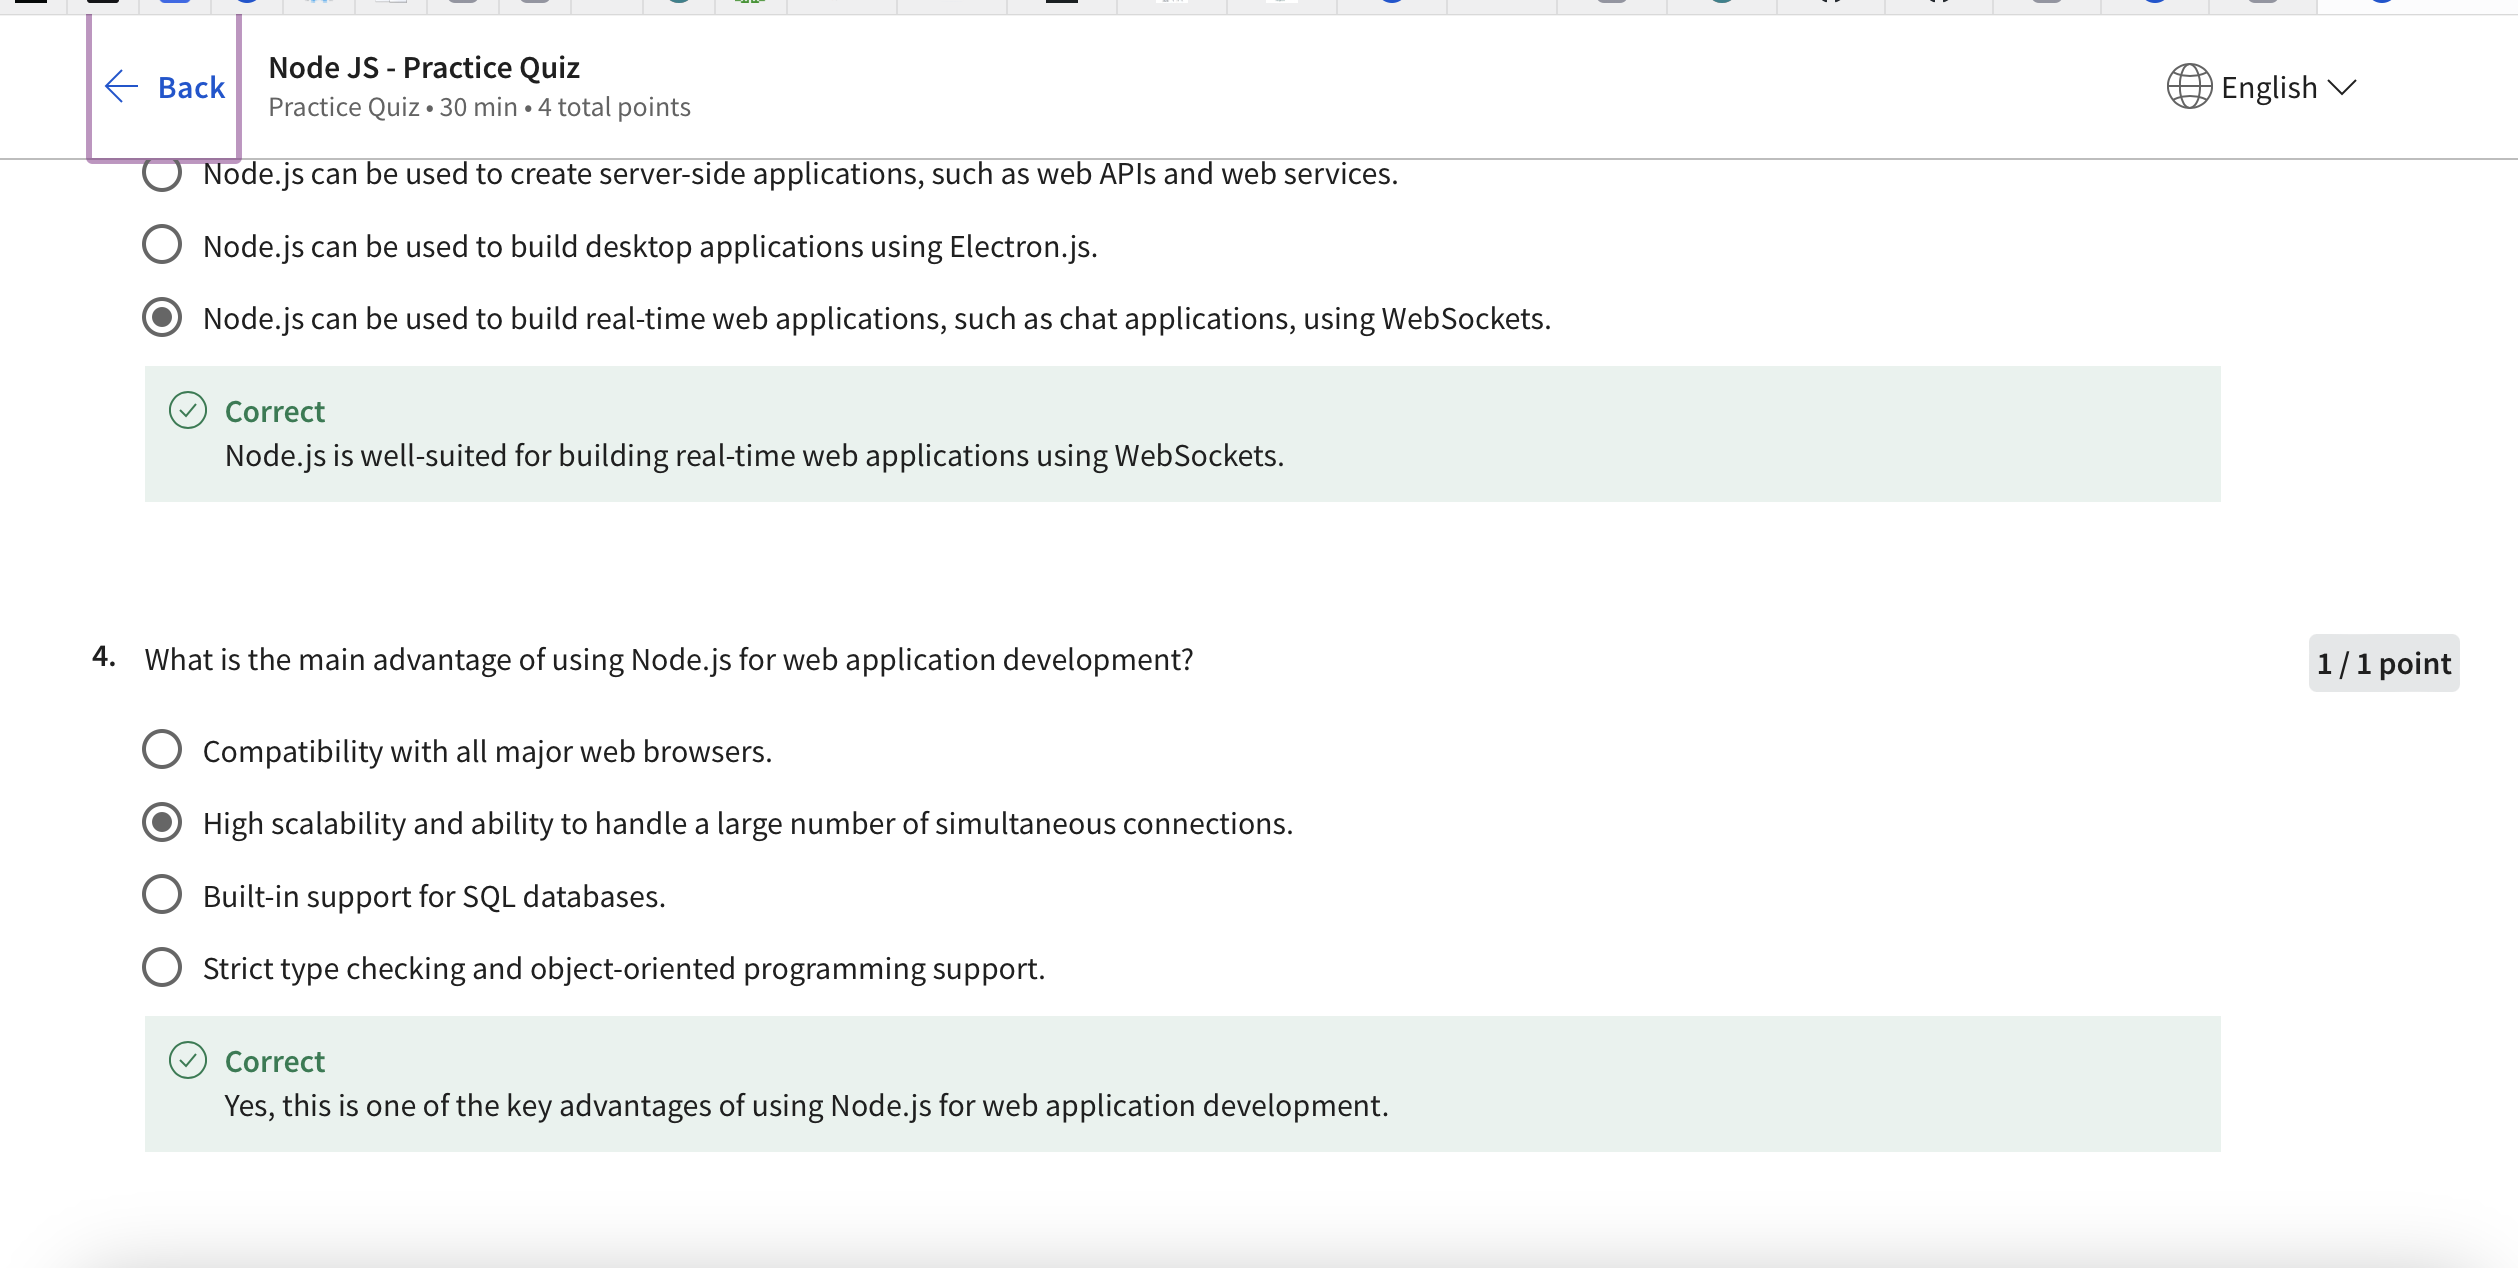 Back
Node JS - Practice Quiz
Practice Quiz • 30 min • 4 total points
English
Node.js can be used to create server-side applications, such as web APIs and web services.
Node.js can be used to build desktop applications using Electron.js.
Node.js can be used to build real-time web applications, such as chat applications, using WebSockets.
Correct
Node.js is well-suited for building real-time web applications using WebSockets.
4. What is the main advantage of using Node.js for web application development?
1 / 1 point
Compatibility with all major web browsers.
High scalability and ability to handle a large number of simultaneous connections.
Built-in support for SQL databases.
Strict type checking and object-oriented programming support.
Correct
Yes, this is one of the key advantages of using Node.js for web application development.